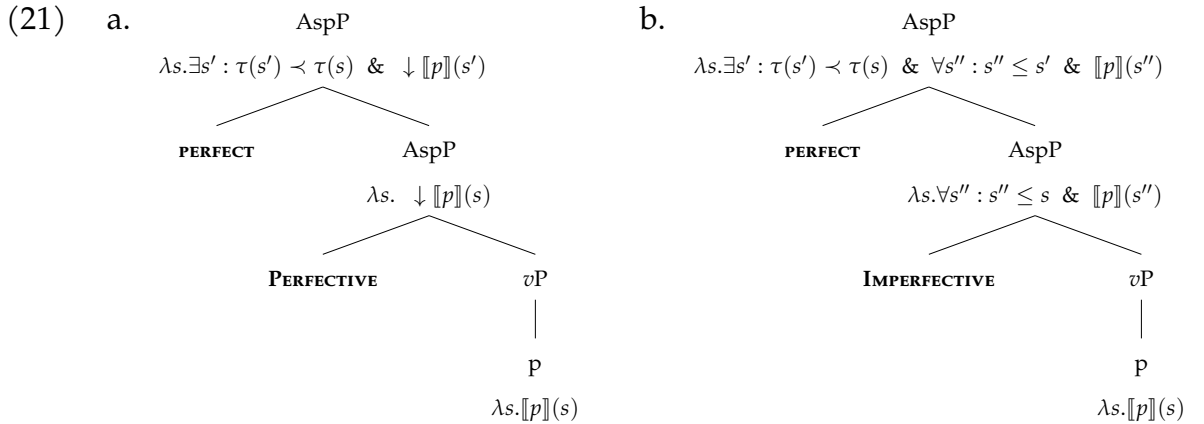 (21) a. AspP b. AspP
λs.∃s′ : τ(s′) ≺ τ(s) & ↓⟦p⟧(s′) λs.∃s′ : τ(s′) ≺ τ(s) & ∀s′′ : s′′ ≤ s′ & ⟦p⟧(s′′)
PERFECT AspP PERFECT AspP
λs. ↓⟦p⟧(s) λs.∀s′′ : s′′ ≤ s & ⟦p⟧(s′′)
PERFECTIVE vP IMPERFECTIVE vP
p p
λs.⟦p⟧(s) λs.⟦p⟧(s)